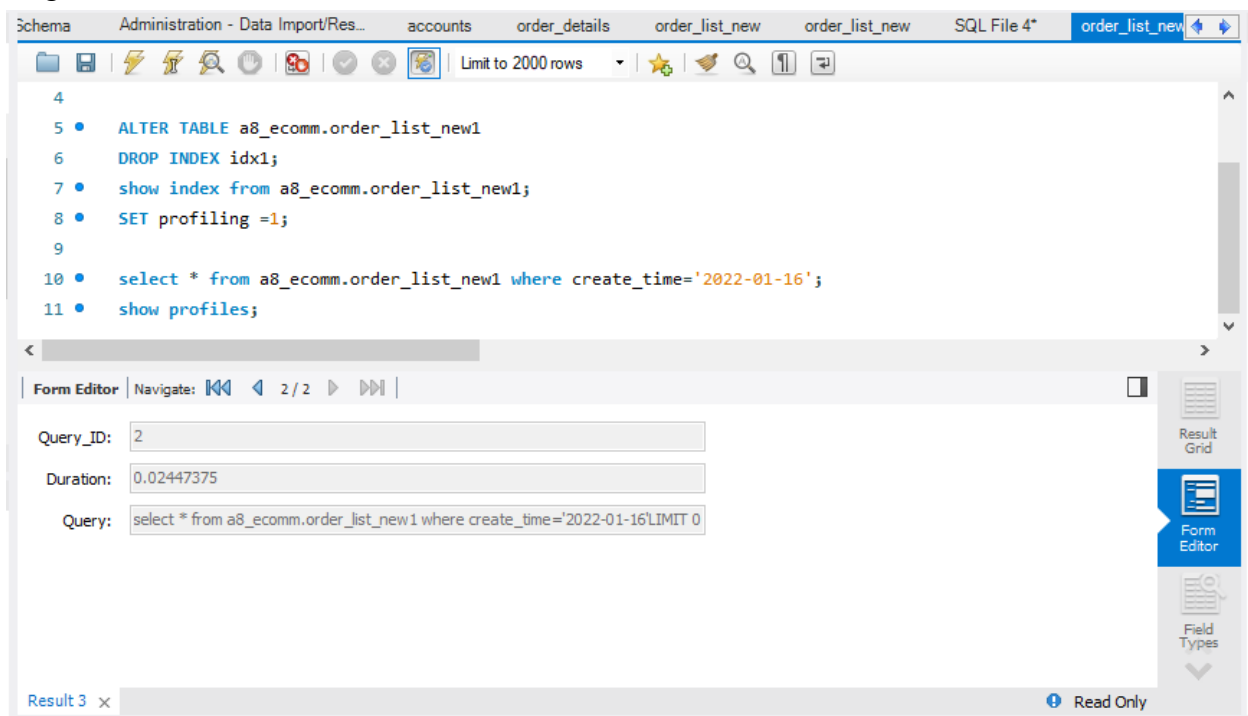 Schema Administration - Data Import/Res... accounts order_details order_list_new order_list_new SQL File 4* order_list_new
Limit to 2000 rows
4
5 ALTER TABLE a8_ecomm.order_list_new1
6 DROP INDEX idx1;
7 show index from a8_ecomm.order_list_new1;
8 SET profiling =1;
9
10 select * from a8_ecomm.order_list_new1 where create_time='2022-01-16';
11 show profiles;
Form Editor Navigate: 2 / 2
Result Grid
Query_ID: 2
Duration: 0.02447375
Query: select * from a8_ecomm.order_list_new1 where create_time='2022-01-16'LIMIT 0
Form Editor
Field Types
Result 3 Read Only